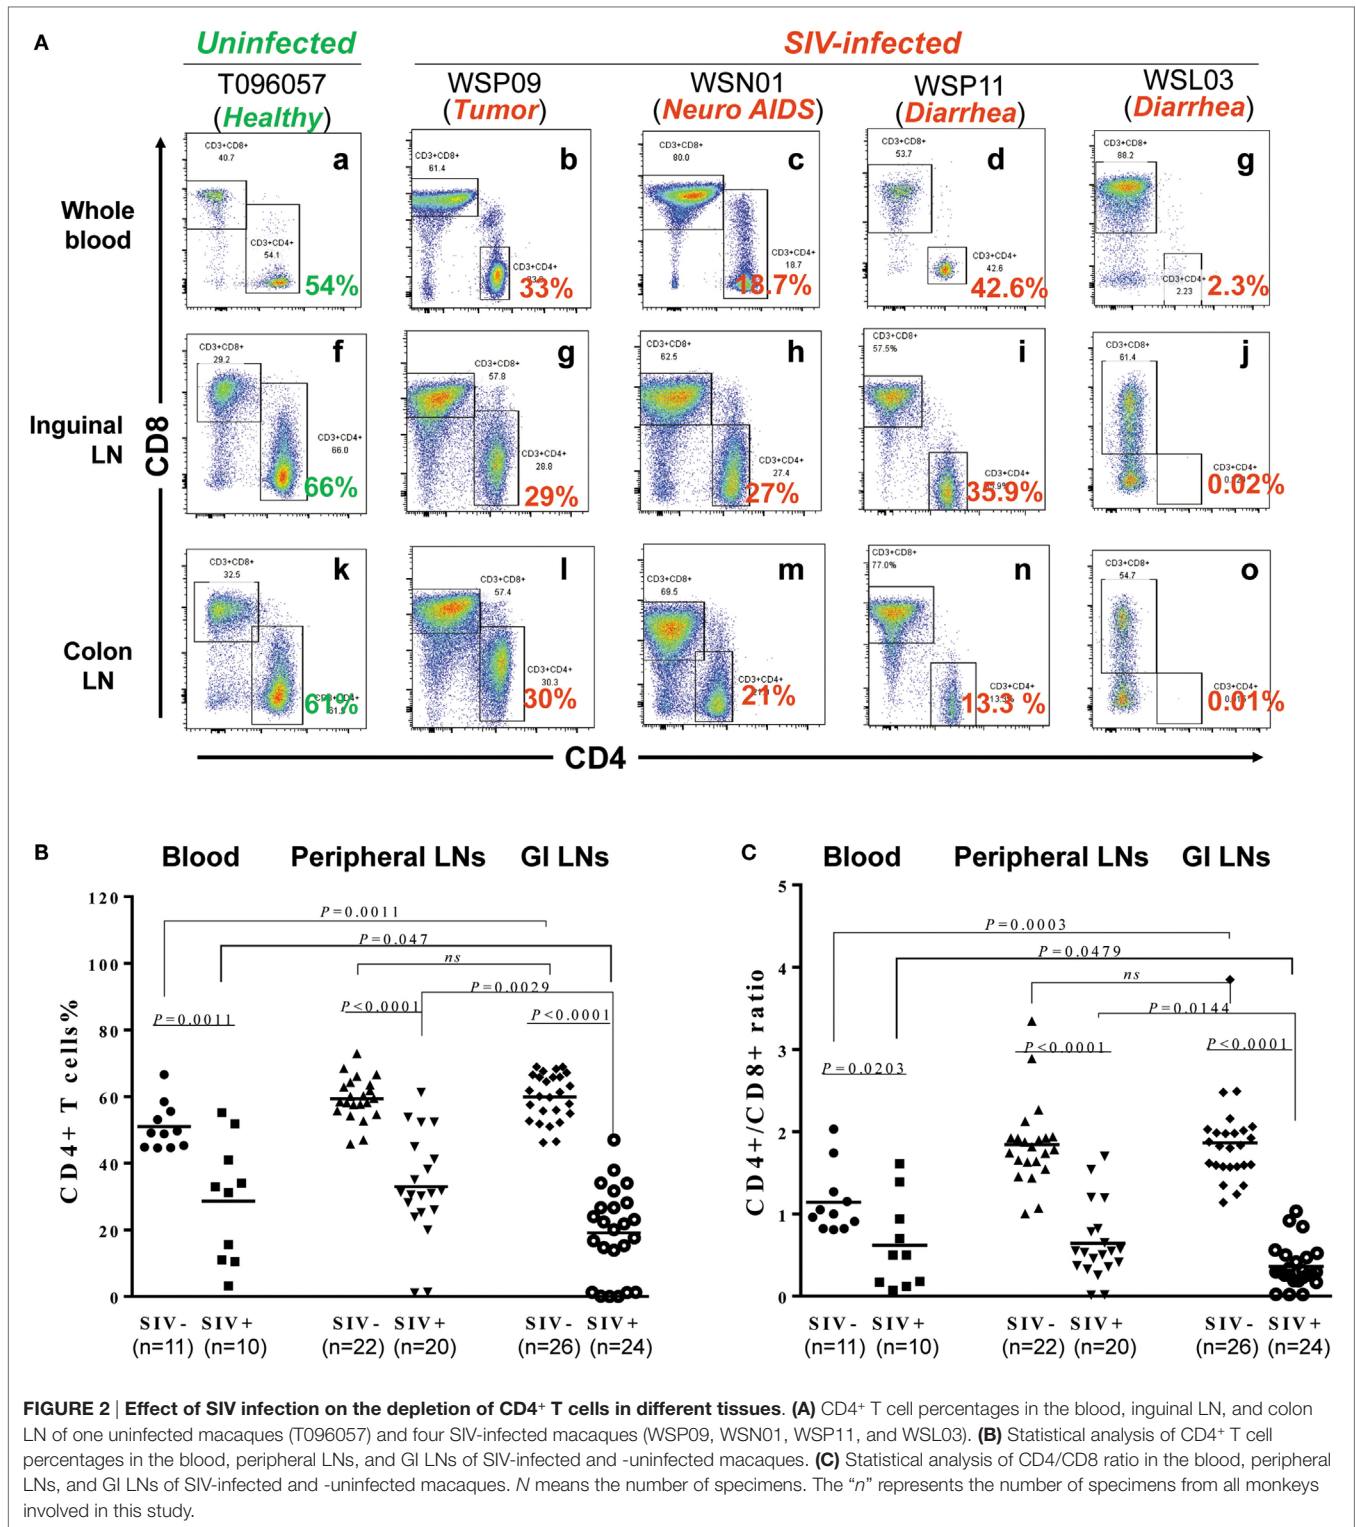 A
Uninfected
SIV-infected
T096057
(Healthy)
WSP09
(Tumor)
WSN01
(Neuro AIDS)
WSP11
(Diarrhea)
WSL03
(Diarrhea)
Whole
blood
CD3+CD8+
40.7
a
CD3+CD4+
54.1
54%
CD3+CD8+
61.4
b
CD3+CD4+
33%
CD3+CD8+
80.0
c
CD3+CD4+
18.7
18.7%
CD3+CD8+
53.7
d
CD3+CD4+
42.6
42.6%
CD3+CD8+
88.2
g
CD3+CD4+
2.23
2.3%
Inguinal
LN
CD8
CD3+CD8+
29.2
f
CD3+CD4+
66.0
66%
g
CD3+CD8+
57.8
CD3+CD4+
28.8
29%
CD3+CD8+
62.5
h
CD3+CD4+
27.4
27%
CD3+CD8+
57.5%
i
CD3+CD4+
35.9%
CD3+CD8+
61.4
j
CD3+CD4+
0.02%
Colon
LN
CD3+CD8+
32.5
k
61%
l
CD3+CD8+
57.4
CD3+CD4+
30.3
30%
CD3+CD8+
69.5
m
CD3+CD4+
21%
CD3+CD8+
77.0%
n
CD3+CD4+
13.3 %
CD3+CD8+
54.7
o
CD3+CD4+
0.01%
CD4
B
Blood Peripheral LNs GI LNs
CD4+ T cells%
120
100
80
60
40
20
0
P=0.0011
P=0.047
ns
P=0.0029
P=0.0011
P<0.0001
P<0.0001
SIV- SIV+ SIV- SIV+ SIV- SIV+
(n=11) (n=10) (n=22) (n=20) (n=26) (n=24)
C
Blood Peripheral LNs GI LNs
CD4+/CD8+ ratio
5
4
3
2
1
0
P=0.0003
P=0.0479
ns
P=0.0144
P=0.0203
P<0.0001
P<0.0001
SIV- SIV+ SIV- SIV+ SIV- SIV+
(n=11) (n=10) (n=22) (n=20) (n=26) (n=24)
FIGURE 2 | Effect of SIV infection on the depletion of CD4+ T cells in different tissues. (A) CD4+ T cell percentages in the blood, inguinal LN, and colon
LN of one uninfected macaques (T096057) and four SIV-infected macaques (WSP09, WSN01, WSP11, and WSL03). (B) Statistical analysis of CD4+ T cell
percentages in the blood, peripheral LNs, and GI LNs of SIV-infected and -uninfected macaques. (C) Statistical analysis of CD4/CD8 ratio in the blood, peripheral
LNs, and GI LNs of SIV-infected and -uninfected macaques. N means the number of specimens. The “n” represents the number of specimens from all monkeys
involved in this study.